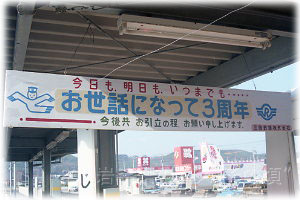 今日も、明日も、いつまでも……
お世話になって3周年
今後共 お引立の程 お願い申し上げます。
じ